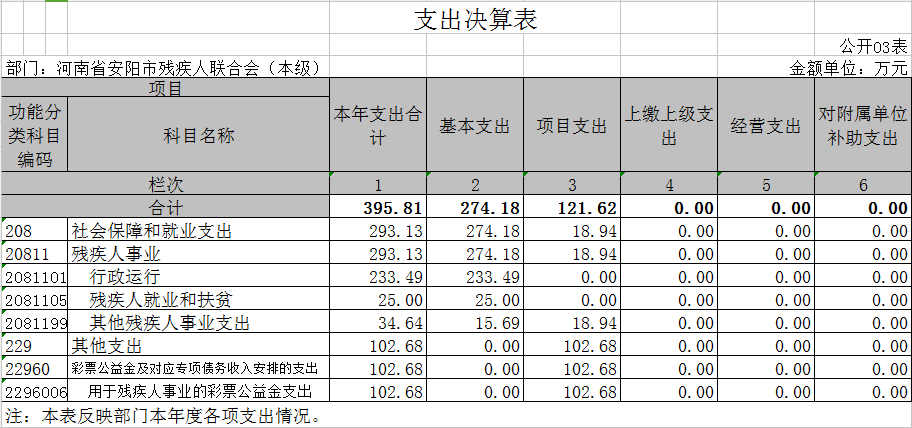 支出决算表
公开03表
部门：河南省安阳市残疾人联合会（本级） 金额单位：万元
项目 本年支出合计 基本支出 项目支出 上缴上级支出 经营支出 对附属单位补助支出
功能分类科目编码 科目名称
栏次 1 2 3 4 5 6
合计 395.81 274.18 121.62 0.00 0.00 0.00
208 社会保障和就业支出 293.13 274.18 18.94 0.00 0.00 0.00
20811 残疾人事业 293.13 274.18 18.94 0.00 0.00 0.00
2081101 行政运行 233.49 233.49 0.00 0.00 0.00 0.00
2081105 残疾人就业和扶贫 25.00 25.00 0.00 0.00 0.00 0.00
2081199 其他残疾人事业支出 34.64 15.69 18.94 0.00 0.00 0.00
229 其他支出 102.68 0.00 102.68 0.00 0.00 0.00
22960 彩票公益金及对应专项债务收入安排的支出 102.68 0.00 102.68 0.00 0.00 0.00
2296006 用于残疾人事业的彩票公益金支出 102.68 0.00 102.68 0.00 0.00 0.00
注：本表反映部门本年度各项支出情况。